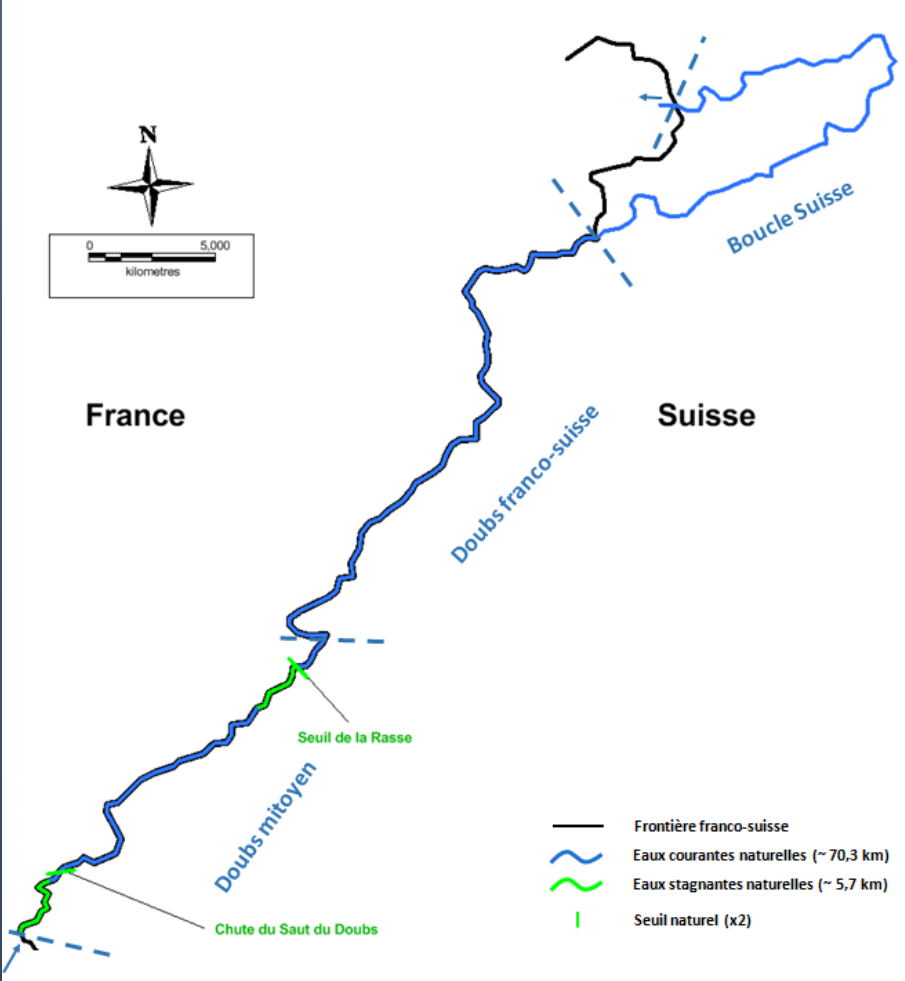 N
0 5,000
kilometres
Boucle Suisse
France
Suisse
Doubs franco-suisse
Seuil de la Rasse
Doubs mitoyen
Chute du Saut du Doubs
Frontière franco-suisse
Eaux courantes naturelles (~ 70,3 km)
Eaux stagnantes naturelles (~ 5,7 km)
Seuil naturel (x2)